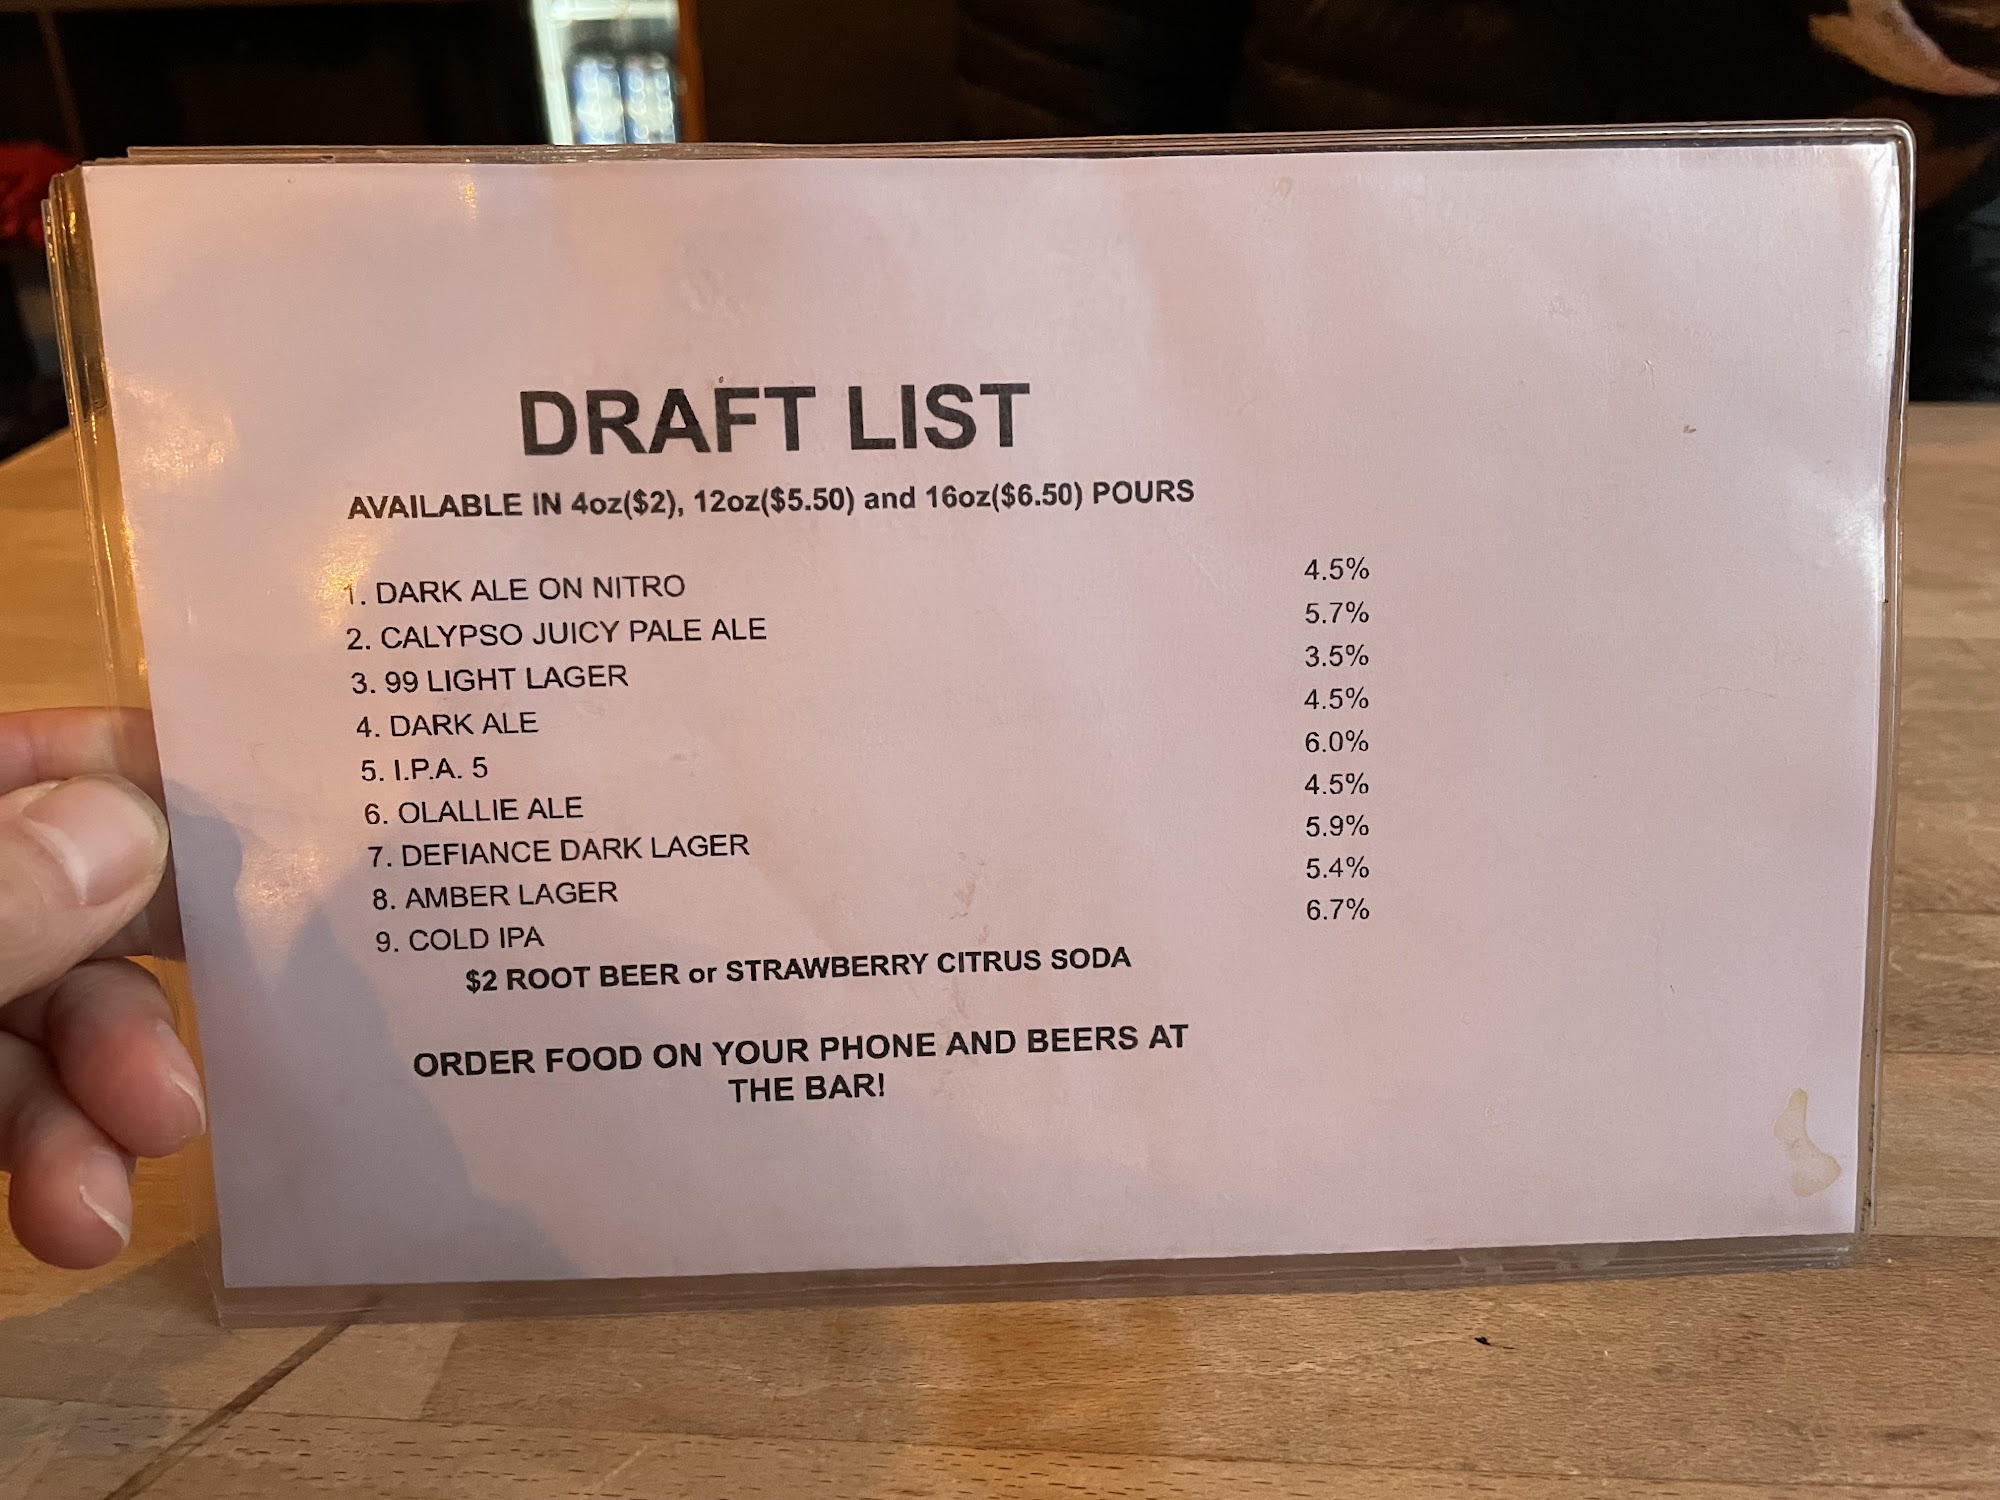 DRAFT LIST
AVAILABLE IN 4oz($2), 12oz($5.50) and 16oz($6.50) POURS
1. DARK ALE ON NITRO 4.5%
2. CALYPSO JUICY PALE ALE 5.7%
3. 99 LIGHT LAGER 3.5%
4. DARK ALE 4.5%
5. I.P.A. 5 6.0%
6. OLALLIE ALE 4.5%
7. DEFIANCE DARK LAGER 5.9%
8. AMBER LAGER 5.4%
9. COLD IPA 6.7%
$2 ROOT BEER or STRAWBERRY CITRUS SODA
ORDER FOOD ON YOUR PHONE AND BEERS AT
THE BAR!